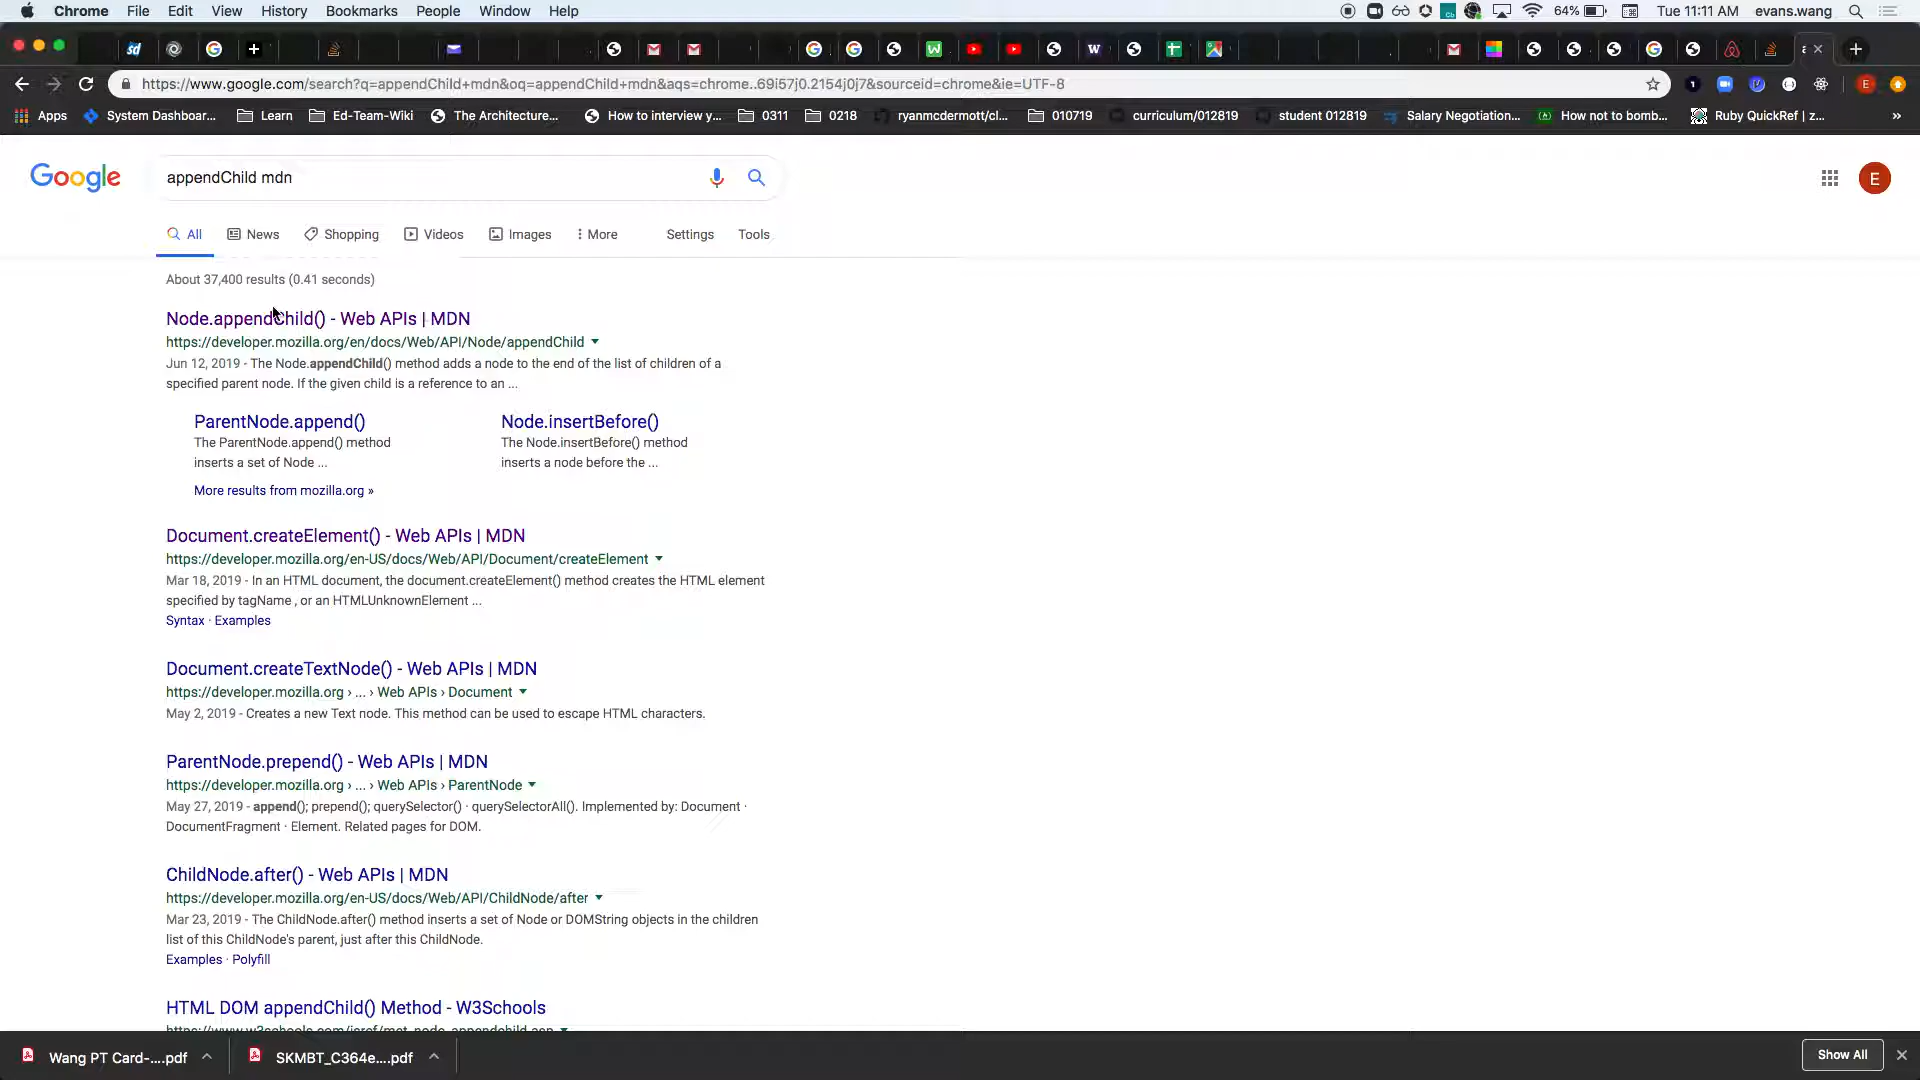 Chrome File Edit View History Bookmarks People Window Help 64% Tue 11:11 AM evans.wang
https://www.google.com/search?q=appendChild+mdn&oq=appendChild+mdn&aqs=chrome..69i57j0.2154j0j7&sourceid=chrome&ie=UTF-8
Apps System Dashboar... Learn Ed-Team-Wiki The Architecture... How to interview y... 0311 0218 ryanmcdermott/cl... 010719 curriculum/012819 student 012819 Salary Negotiation... How not to bomb... Ruby QuickRef | z... »
Google appendChild mdn E
All News Shopping Videos Images More Settings Tools
About 37,400 results (0.41 seconds)
Node.appendChild() - Web APIs | MDN
https://developer.mozilla.org/en/docs/Web/API/Node/appendChild
Jun 12, 2019 - The Node.appendChild() method adds a node to the end of the list of children of a
specified parent node. If the given child is a reference to an ...
ParentNode.append() Node.insertBefore()
The ParentNode.append() method The Node.insertBefore() method
inserts a set of Node ... inserts a node before the ...
More results from mozilla.org »
Document.createElement() - Web APIs | MDN
https://developer.mozilla.org/en-US/docs/Web/API/Document/createElement
Mar 18, 2019 - In an HTML document, the document.createElement() method creates the HTML element
specified by tagName , or an HTMLUnknownElement ...
Syntax · Examples
Document.createTextNode() - Web APIs | MDN
https://developer.mozilla.org › ... › Web APIs › Document
May 2, 2019 - Creates a new Text node. This method can be used to escape HTML characters.
ParentNode.prepend() - Web APIs | MDN
https://developer.mozilla.org › ... › Web APIs › ParentNode
May 27, 2019 - append(); prepend(); querySelector() · querySelectorAll(). Implemented by: Document ·
DocumentFragment · Element. Related pages for DOM.
ChildNode.after() - Web APIs | MDN
https://developer.mozilla.org/en-US/docs/Web/API/ChildNode/after
Mar 23, 2019 - The ChildNode.after() method inserts a set of Node or DOMString objects in the children
list of this ChildNode's parent, just after this ChildNode.
Examples · Polyfill
HTML DOM appendChild() Method - W3Schools
https://www.w3schools.com/jsref/met_node_appendchild.asp
Wang PT Card-....pdf SKMBT_C364e....pdf Show All